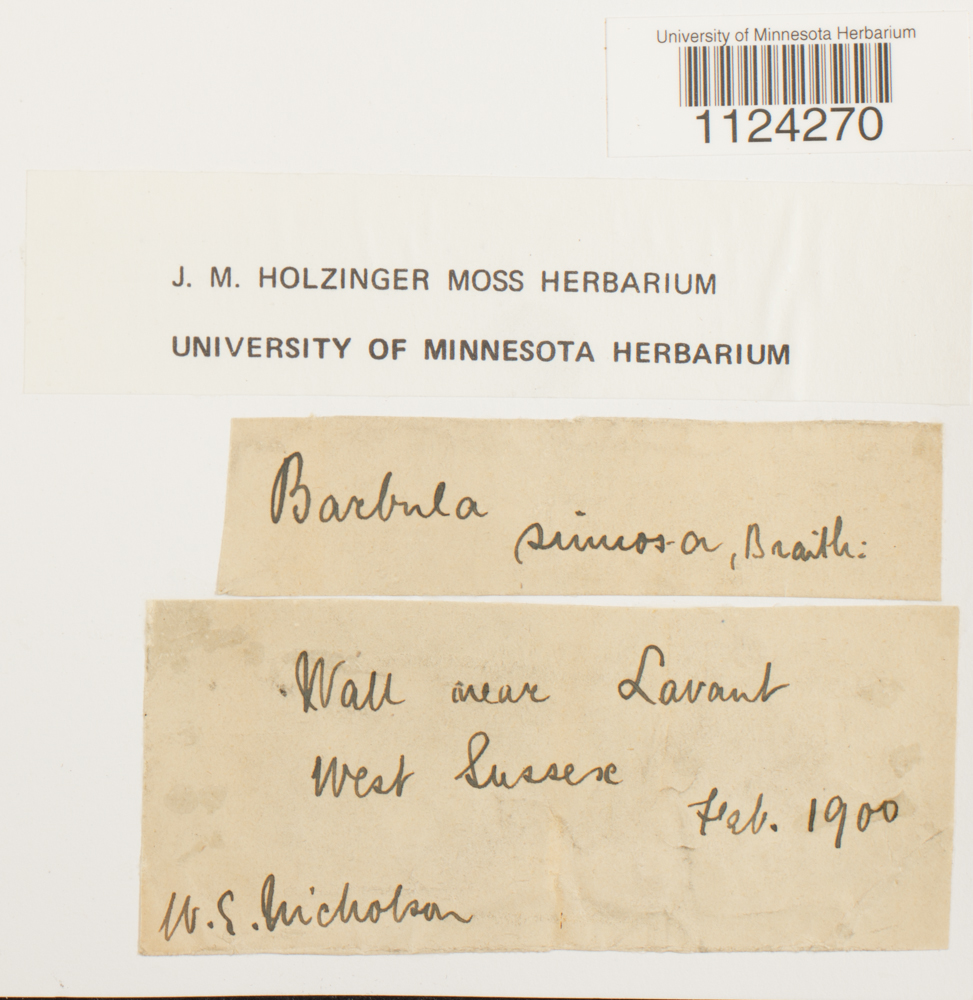 University of Minnesota Herbarium
1124270
J. M. HOLZINGER MOSS HERBARIUM
UNIVERSITY OF MINNESOTA HERBARIUM
Barbula
sinuosa, Braith:
Wall near Lavant
West Sussex
Feb. 1900
W. E. Nicholson